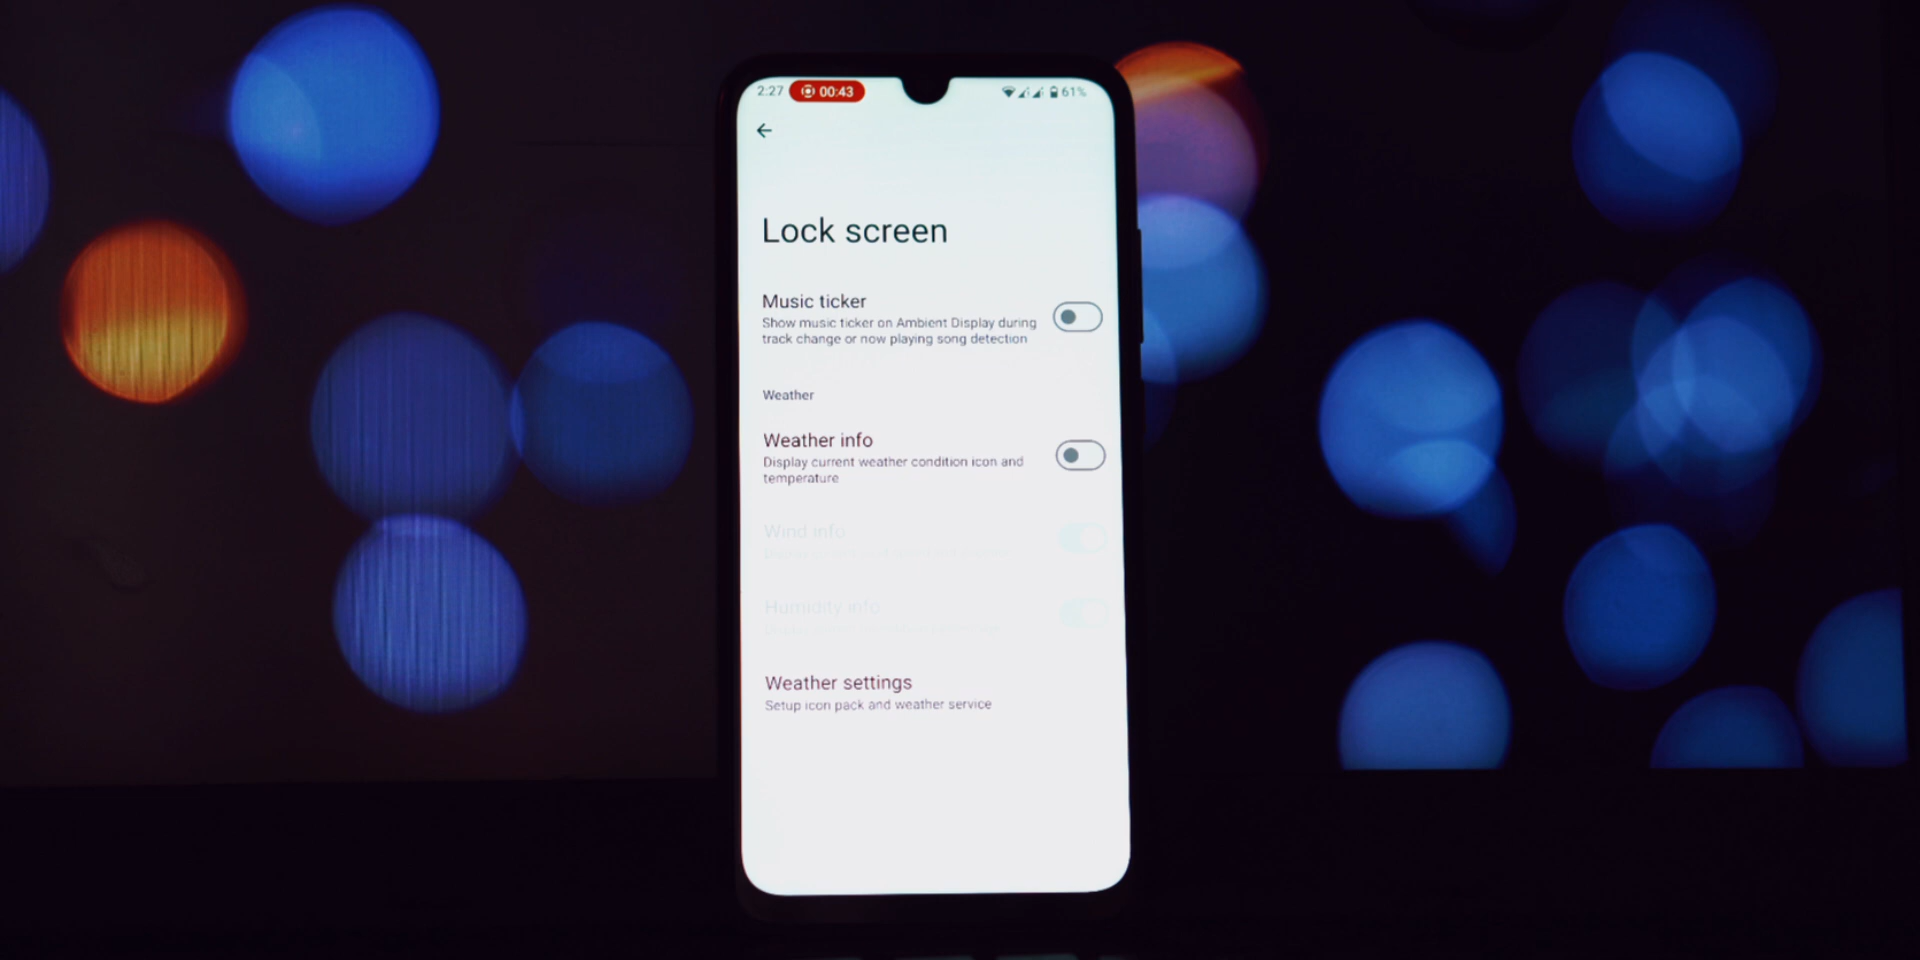 2:27 00:43 61%
Lock screen
Music ticker
Show music ticker on Ambient Display during
track change or now playing song detection
Weather
Weather info
Display current weather condition icon and
temperature
Wind info
Humidity info
Weather settings
Setup icon pack and weather service